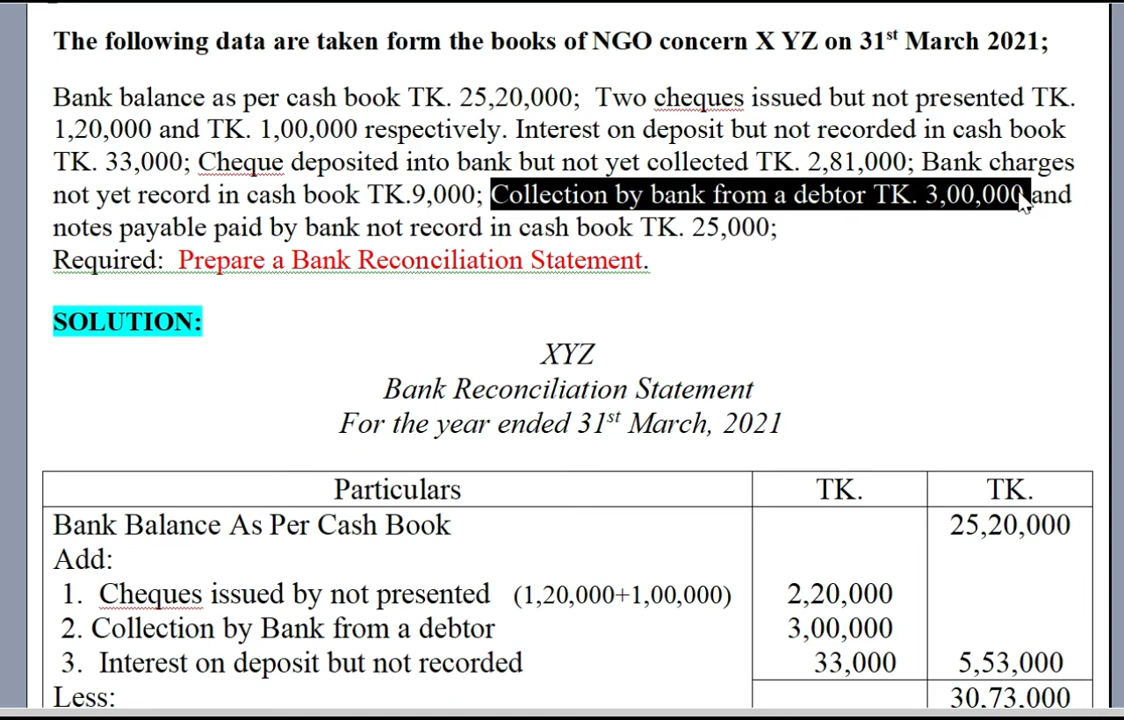 The following data are taken form the books of NGO concern X YZ on 31st March 2021;
Bank balance as per cash book TK. 25,20,000; Two cheques issued but not presented TK.
1,20,000 and TK. 1,00,000 respectively. Interest on deposit but not recorded in cash book
TK. 33,000; Cheque deposited into bank but not yet collected TK. 2,81,000; Bank charges
not yet record in cash book TK.9,000; Collection by bank from a debtor TK. 3,00,000 and
notes payable paid by bank not record in cash book TK. 25,000;
Required: Prepare a Bank Reconciliation Statement.
SOLUTION:
XYZ
Bank Reconciliation Statement
For the year ended 31st March, 2021
Particulars TK. TK.
Bank Balance As Per Cash Book 25,20,000
Add:
1. Cheques issued by not presented (1,20,000+1,00,000) 2,20,000
2. Collection by Bank from a debtor 3,00,000
3. Interest on deposit but not recorded 33,000 5,53,000
Less: 30,73,000